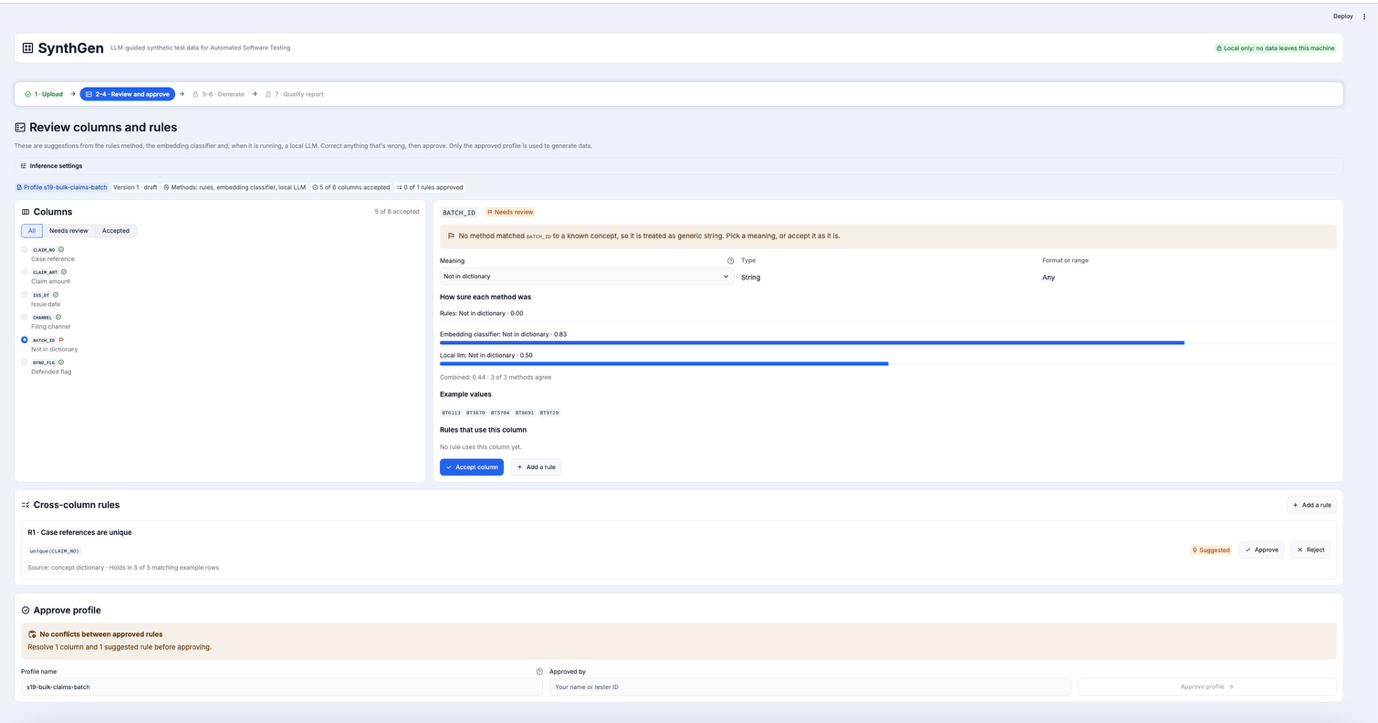 Deploy
SynthGen
LLM-guided synthetic test data for Automated Software Testing
Local only: no data leaves this machine
1 · Upload → 2–4 · Review and approve → 5–6 · Generate → 7 · Quality report
Review columns and rules
These are suggestions from the rules method, the embedding classifier and, when it is running, a local LLM. Correct anything that's wrong, then approve. Only the approved profile is used to generate data.
Inference settings
Profile s19-bulk-claims-batch Version 1 · draft Methods: rules, embedding classifier, local LLM 5 of 6 columns accepted 0 of 1 rules approved
Columns
5 of 6 accepted
All Needs review Accepted
CLAIM_NO
Case reference
CLAIM_AMT
Claim amount
ISS_DT
Issue date
CHANNEL
Filing channel
BATCH_ID
Not in dictionary
DFND_FLG
Defended flag
BATCH_ID Needs review
No method matched BATCH_ID to a known concept, so it is treated as generic string. Pick a meaning, or accept it as it is.
Meaning Type Format or range
Not in dictionary String Any
How sure each method was
Rules: Not in dictionary · 0.00
Embedding classifier: Not in dictionary · 0.83
Local llm: Not in dictionary · 0.50
Combined: 0.44 · 3 of 3 methods agree
Example values
BT6113 BT3670 BT5704 BT8691 BT9720
Rules that use this column
No rule uses this column yet.
Accept column + Add a rule
Cross-column rules
+ Add a rule
R1 · Case references are unique
unique(CLAIM_NO)
Suggested Approve Reject
Source: concept dictionary · Holds in 5 of 5 matching example rows
Approve profile
No conflicts between approved rules
Resolve 1 column and 1 suggested rule before approving.
Profile name Approved by
s19-bulk-claims-batch Your name or tester ID Approve profile →